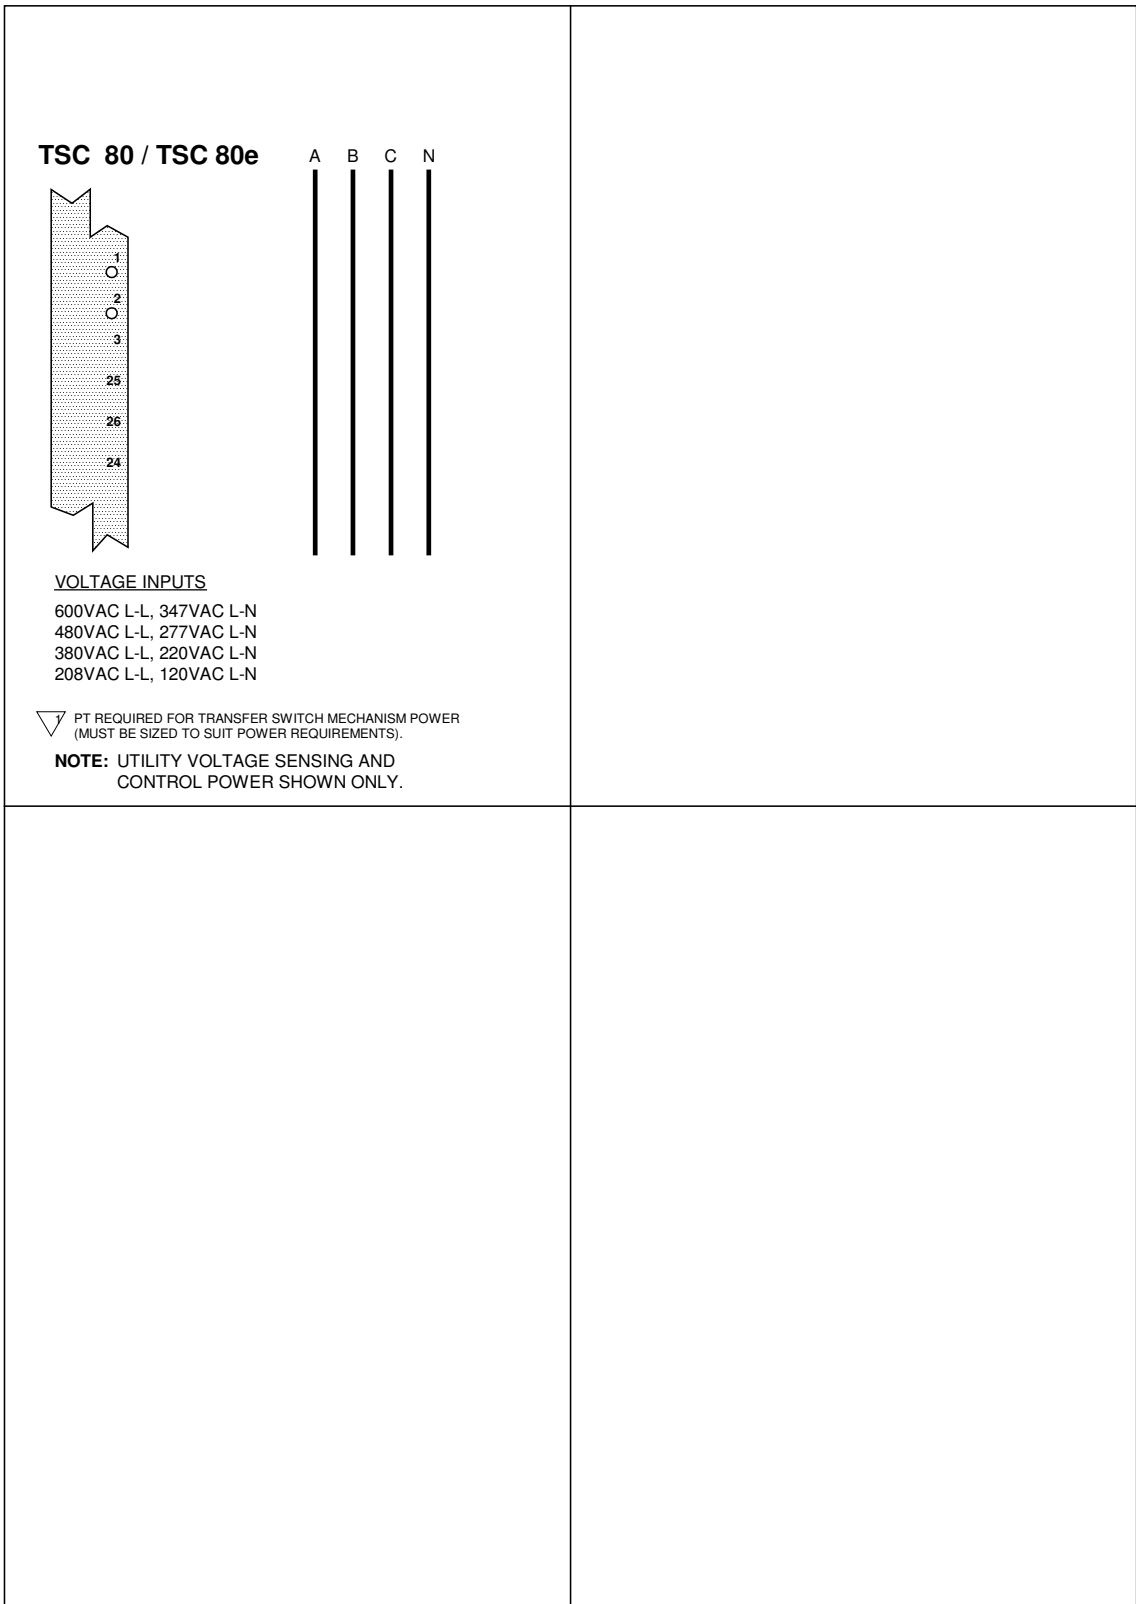 TSC 80 / TSC 80e
A B C N
1
2
3
25
26
24
VOLTAGE INPUTS
600VAC L-L, 347VAC L-N
480VAC L-L, 277VAC L-N
380VAC L-L, 220VAC L-N
208VAC L-L, 120VAC L-N
1 PT REQUIRED FOR TRANSFER SWITCH MECHANISM POWER
(MUST BE SIZED TO SUIT POWER REQUIREMENTS).
NOTE: UTILITY VOLTAGE SENSING AND
CONTROL POWER SHOWN ONLY.